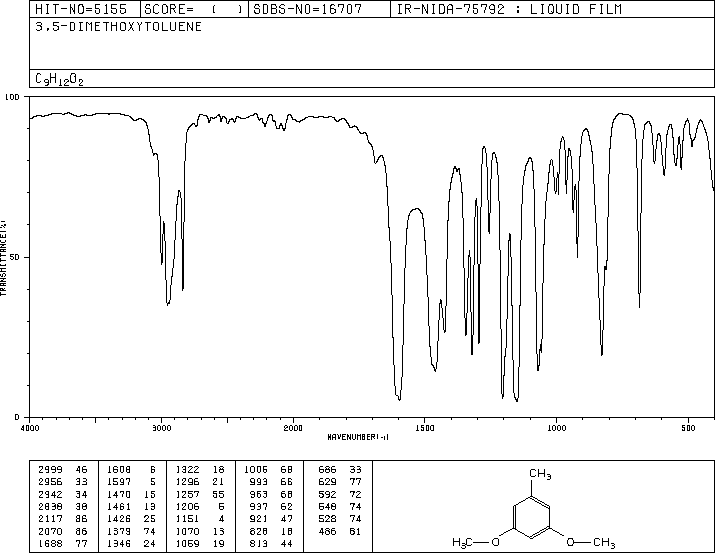 HIT-NO=5155 SCORE= ( ) SDBS-NO=16707 IR-NIDA-75792 : LIQUID FILM
3,5-DIMETHOXYTOLUENE
C9H12O2
100
50
0
TRANSMITTANCE(%)
4000 3000 2000 1500 1000 500
WAVENUMBER(-1)
2999 46 1608 6 1322 18 1006 68 686 33
2956 33 1597 5 1296 21 993 66 629 77
2942 34 1470 15 1257 55 963 68 592 72
2838 38 1461 13 1206 5 937 62 548 74
2117 86 1426 25 1151 4 921 47 528 74
2070 86 1379 74 1070 13 828 18 486 81
1688 77 1346 24 1059 19 813 44
CH3
H3C O O CH3